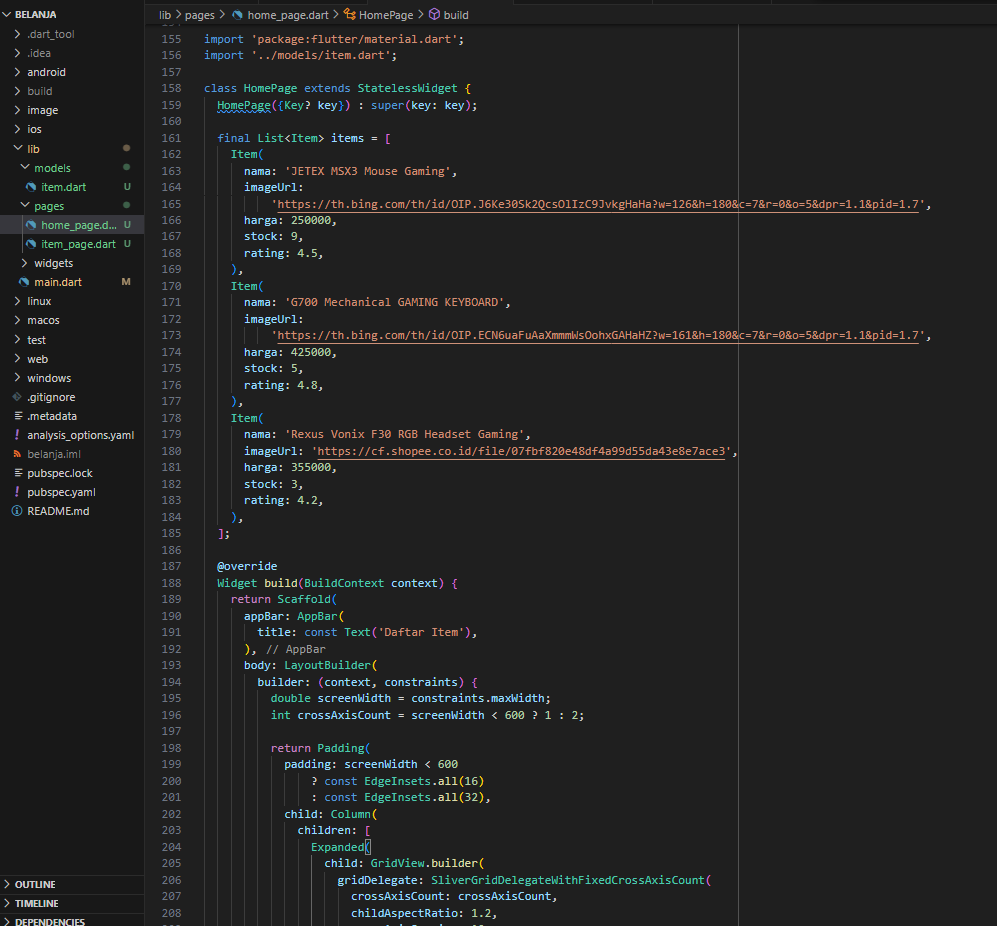 BELANJA
.dart_tool
.idea
android
build
image
ios
lib
models
item.dart U
pages
home_page.d... U
item_page.dart U
widgets
main.dart M
linux
macos
test
web
windows
.gitignore
.metadata
analysis_options.yaml
belanja.iml
pubspec.lock
pubspec.yaml
README.md
OUTLINE
TIMELINE
DEPENDENCIES
lib > pages > home_page.dart > HomePage > build
155 import 'package:flutter/material.dart';
156 import '../models/item.dart';
157
158 class HomePage extends StatelessWidget {
159 HomePage({Key? key}) : super(key: key);
160
161 final List<Item> items = [
162 Item(
163 nama: 'JETEX MSX3 Mouse Gaming',
164 imageUrl:
165 'https://th.bing.com/th/id/OIP.J6Ke30Sk2QcsOlIzC9JvkgHaHa?w=126&h=180&c=7&r=0&o=5&dpr=1.1&pid=1.7',
166 harga: 250000,
167 stock: 9,
168 rating: 4.5,
169 ),
170 Item(
171 nama: 'G700 Mechanical GAMING KEYBOARD',
172 imageUrl:
173 'https://th.bing.com/th/id/OIP.ECN6uaFuAaXmmmWsOohxGAHaHZ?w=161&h=180&c=7&r=0&o=5&dpr=1.1&pid=1.7',
174 harga: 425000,
175 stock: 5,
176 rating: 4.8,
177 ),
178 Item(
179 nama: 'Rexus Vonix F30 RGB Headset Gaming',
180 imageUrl: 'https://cf.shopee.co.id/file/07fbf820e48df4a99d55da43e8e7ace3',
181 harga: 355000,
182 stock: 3,
183 rating: 4.2,
184 ),
185 ];
186
187 @override
188 Widget build(BuildContext context) {
189 return Scaffold(
190 appBar: AppBar(
191 title: const Text('Daftar Item'),
192 ), // AppBar
193 body: LayoutBuilder(
194 builder: (context, constraints) {
195 double screenWidth = constraints.maxWidth;
196 int crossAxisCount = screenWidth < 600 ? 1 : 2;
197
198 return Padding(
199 padding: screenWidth < 600
200 ? const EdgeInsets.all(16)
201 : const EdgeInsets.all(32),
202 child: Column(
203 children: [
204 Expanded(
205 child: GridView.builder(
206 gridDelegate: SliverGridDelegateWithFixedCrossAxisCount(
207 crossAxisCount: crossAxisCount,
208 childAspectRatio: 1.2,